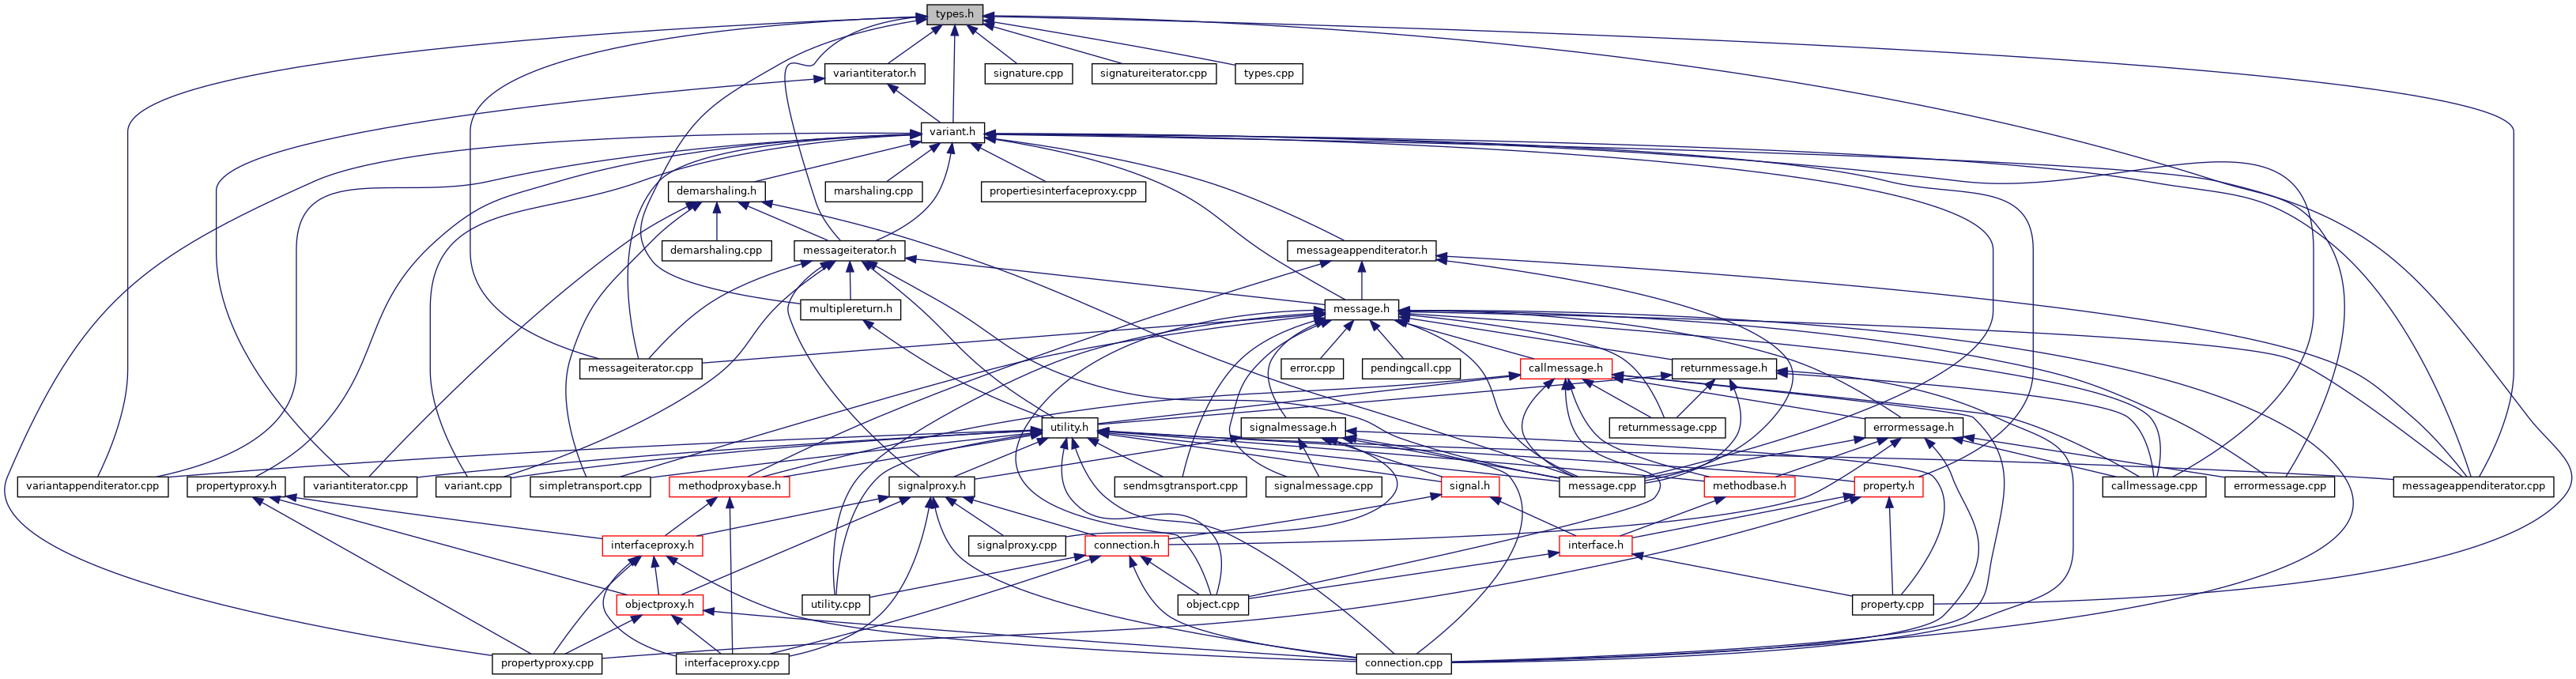 types.h
variantiterator.h
signature.cpp
signatureiterator.cpp
types.cpp
variant.h
demarshaling.h
marshaling.cpp
propertiesinterfaceproxy.cpp
demarshaling.cpp
messageiterator.h
messageappenditerator.h
multiplereturn.h
message.h
messageiterator.cpp
error.cpp
pendingcall.cpp
callmessage.h
returnmessage.h
utility.h
signalmessage.h
returnmessage.cpp
errormessage.h
variantappenditerator.cpp
propertyproxy.h
variantiterator.cpp
variant.cpp
simpletransport.cpp
methodproxybase.h
signalproxy.h
sendmsgtransport.cpp
signalmessage.cpp
signal.h
message.cpp
methodbase.h
property.h
callmessage.cpp
errormessage.cpp
messageappenditerator.cpp
interfaceproxy.h
signalproxy.cpp
connection.h
interface.h
objectproxy.h
utility.cpp
object.cpp
property.cpp
propertyproxy.cpp
interfaceproxy.cpp
connection.cpp